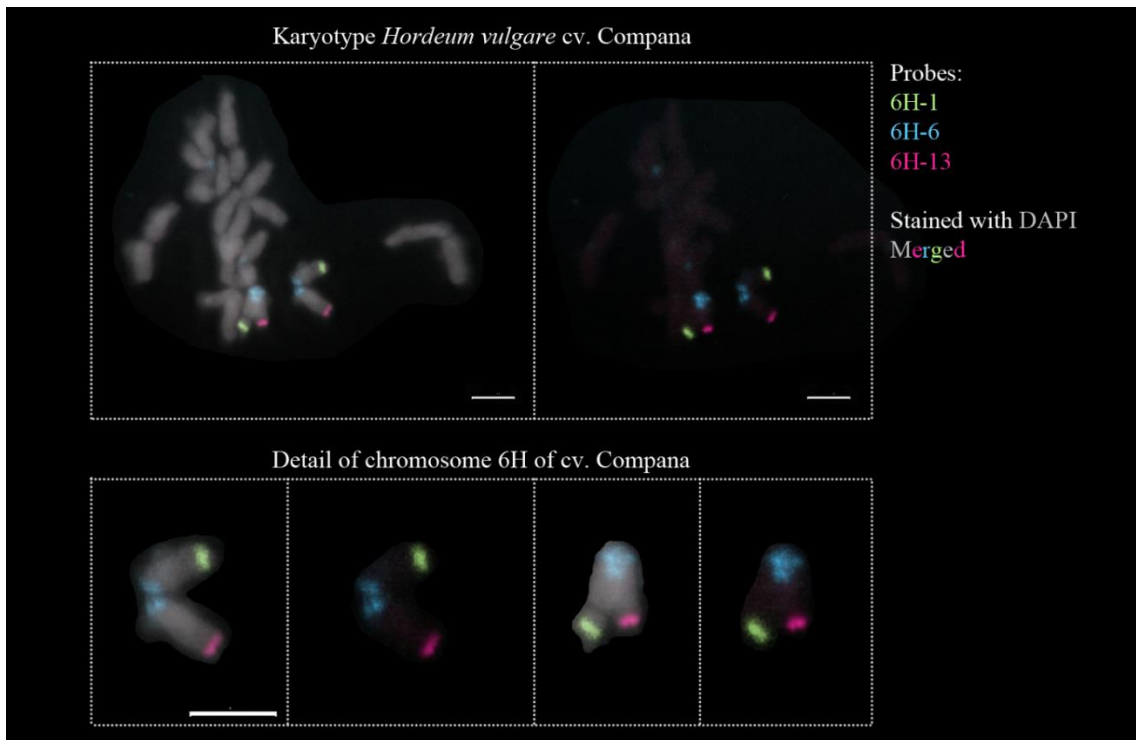 Karyotype Hordeum vulgare cv. Compana
Probes:
6H-1
6H-6
6H-13
Stained with DAPI
Merged
Detail of chromosome 6H of cv. Compana